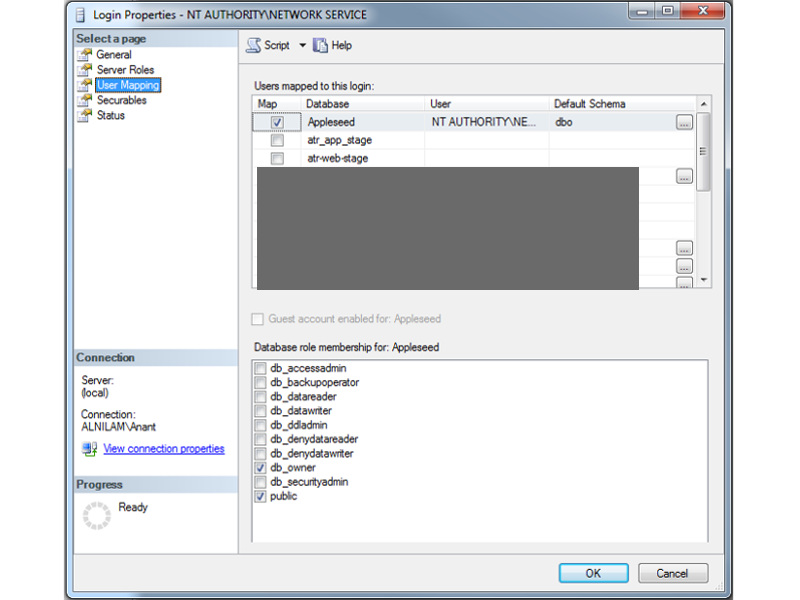 Login Properties - NT AUTHORITY\NETWORK SERVICE
Select a page
General
Server Roles
User Mapping
Securables
Status
Script Help
Users mapped to this login:
Map Database User Default Schema
Appleseed NT AUTHORITY\NE... dbo ...
atr_app_stage
atr-web-stage
...
...
...
...
Guest account enabled for: Appleseed
Database role membership for: Appleseed
db_accessadmin
db_backupoperator
db_datareader
db_datawriter
db_ddladmin
db_denydatareader
db_denydatawriter
db_owner
db_securityadmin
public
Connection
Server:
(local)
Connection:
ALNILAM\Anant
View connection properties
Progress
Ready
OK Cancel